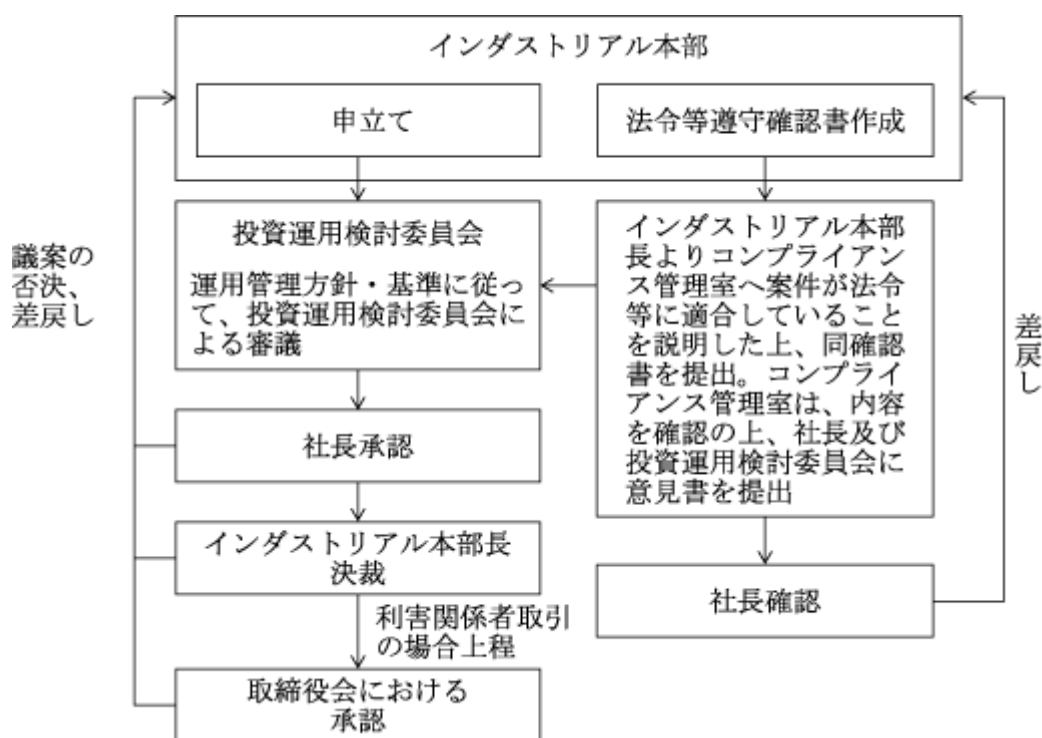 インダストリアル本部
申立て
法令等遵守確認書作成
投資運用検討委員会
運用管理方針・基準に従っ
て、投資運用検討委員会に
よる審議
インダストリアル本部
長よりコンプライアン
ス管理室へ案件が法令
等に適合していること
を説明した上、同確認
書を提出。コンプライ
アンス管理室は、内容
を確認の上、社長及び
投資運用検討委員会に
意見書を提出
議案の
否決、
差戻し
差戻し
社長承認
インダストリアル本部長
決裁
社長確認
利害関係者取引
の場合上程
取締役会における
承認